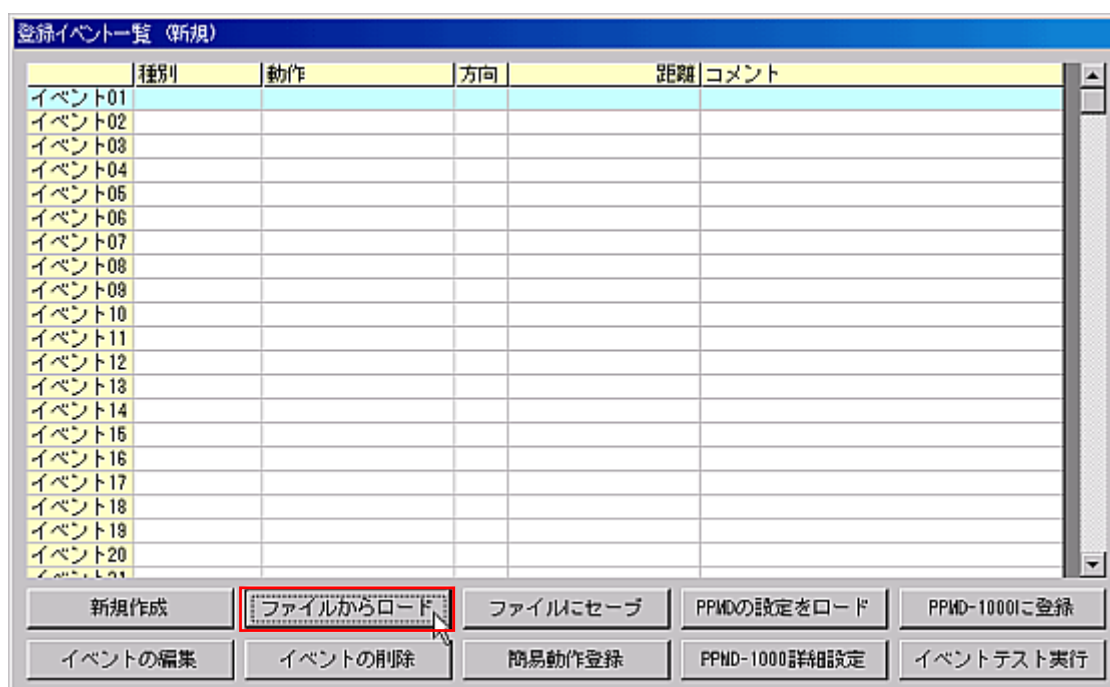 登録イベント一覧 (新規)
種別 動作 方向 距離 コメント
イベント01
イベント02
イベント03
イベント04
イベント05
イベント06
イベント07
イベント08
イベント09
イベント10
イベント11
イベント12
イベント13
イベント14
イベント15
イベント16
イベント17
イベント18
イベント19
イベント20
新規作成 ファイルからロード ファイルにセーブ PPMDの設定をロード PPMD-1000に登録
イベントの編集 イベントの削除 簡易動作登録 PPMD-1000詳細設定 イベントテスト実行